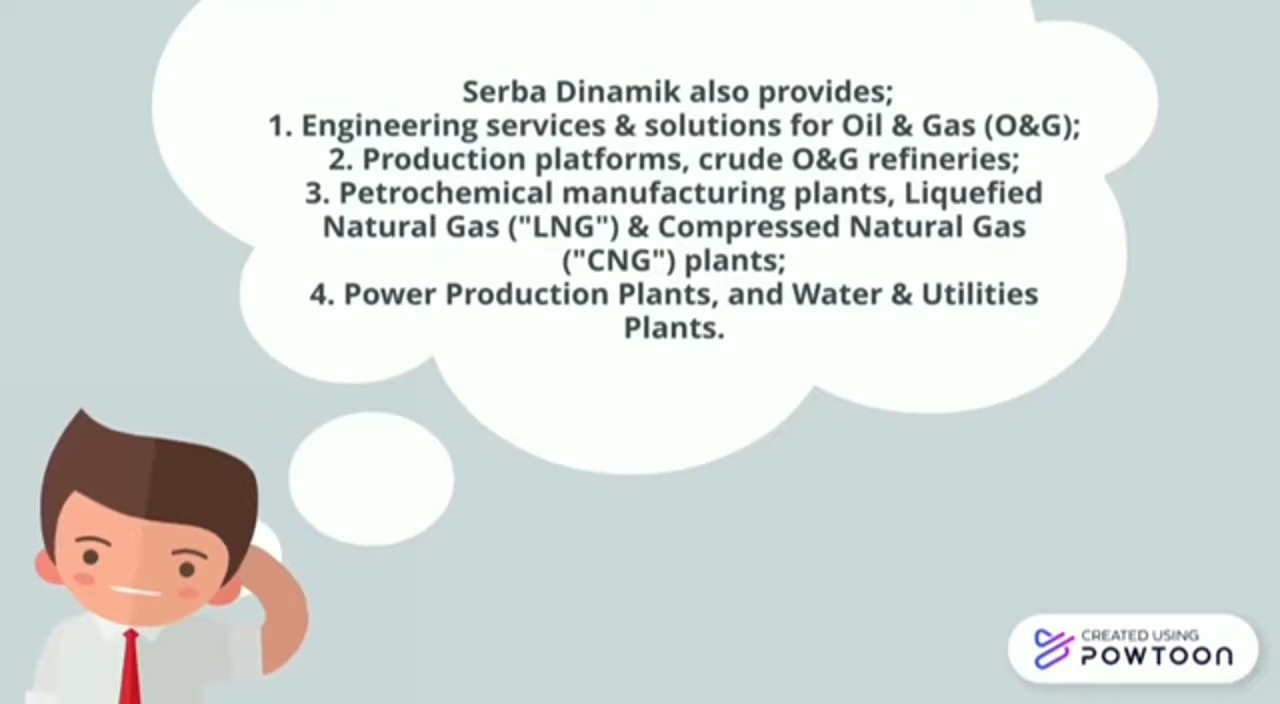 Serba Dinamik also provides;
1. Engineering services & solutions for Oil & Gas (O&G);
2. Production platforms, crude O&G refineries;
3. Petrochemical manufacturing plants, Liquefied
Natural Gas ("LNG") & Compressed Natural Gas
("CNG") plants;
4. Power Production Plants, and Water & Utilities
Plants.
CREATED USING
POWTOON